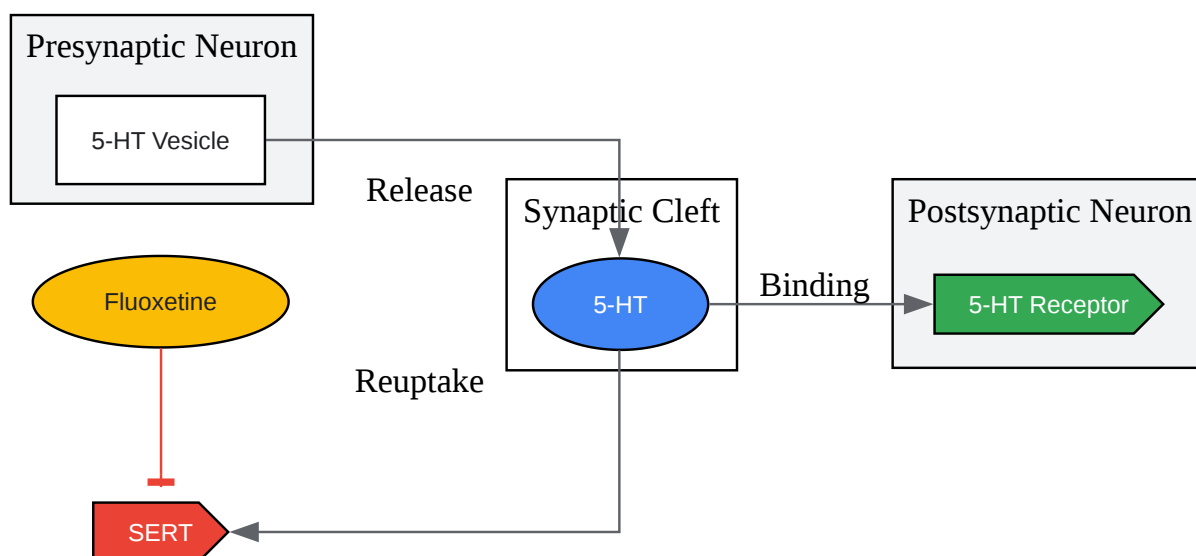 Presynaptic Neuron
5-HT Vesicle
Release
Synaptic Cleft
Postsynaptic Neuron
Fluoxetine
5-HT
Binding
5-HT Receptor
Reuptake
SERT